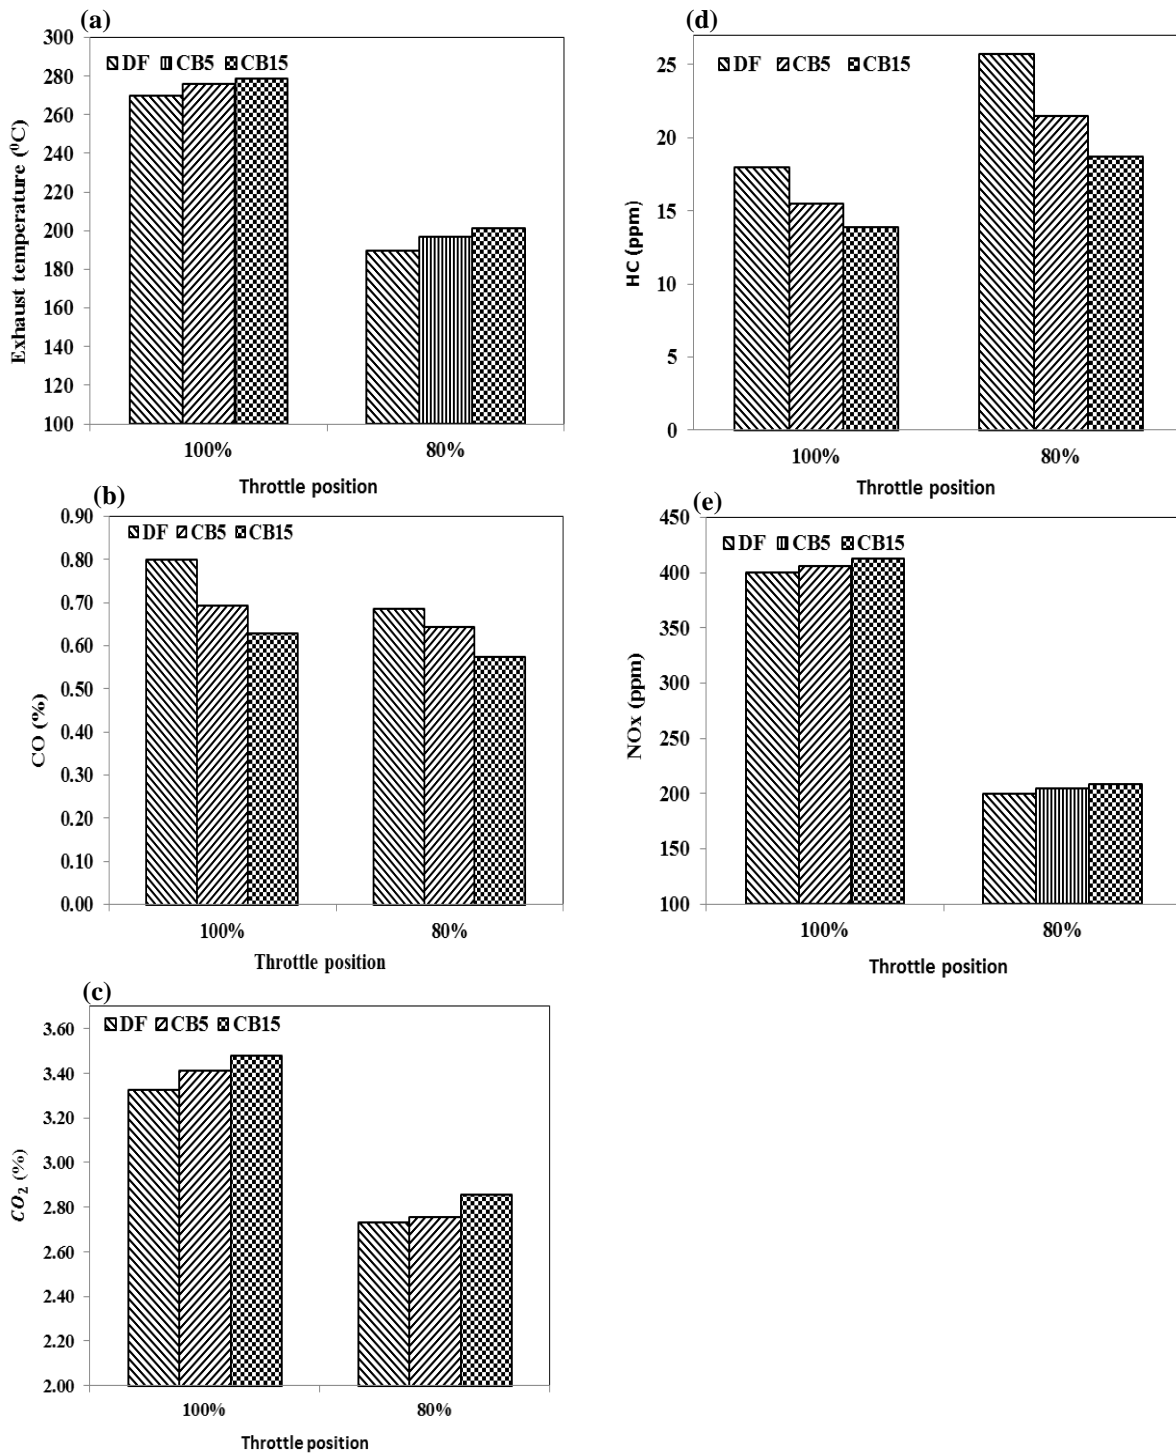 (a)
300
280
260
240
220
200
180
160
140
120
100
DF CB5 CB15
Exhaust temperature (⁰C)
100% 80%
Throttle position
(d)
25
20
15
10
5
0
DF CB5 CB15
HC (ppm)
100% 80%
Throttle position
(b)
0.90
0.80
0.70
0.60
0.50
0.40
0.30
0.20
0.10
0.00
DF CB5 CB15
CO (%)
100% 80%
Throttle position
(e)
450
400
350
300
250
200
150
100
DF CB5 CB15
NOx (ppm)
100% 80%
Throttle position
(c)
3.60
3.40
3.20
3.00
2.80
2.60
2.40
2.20
2.00
DF CB5 CB15
CO₂ (%)
100% 80%
Throttle position